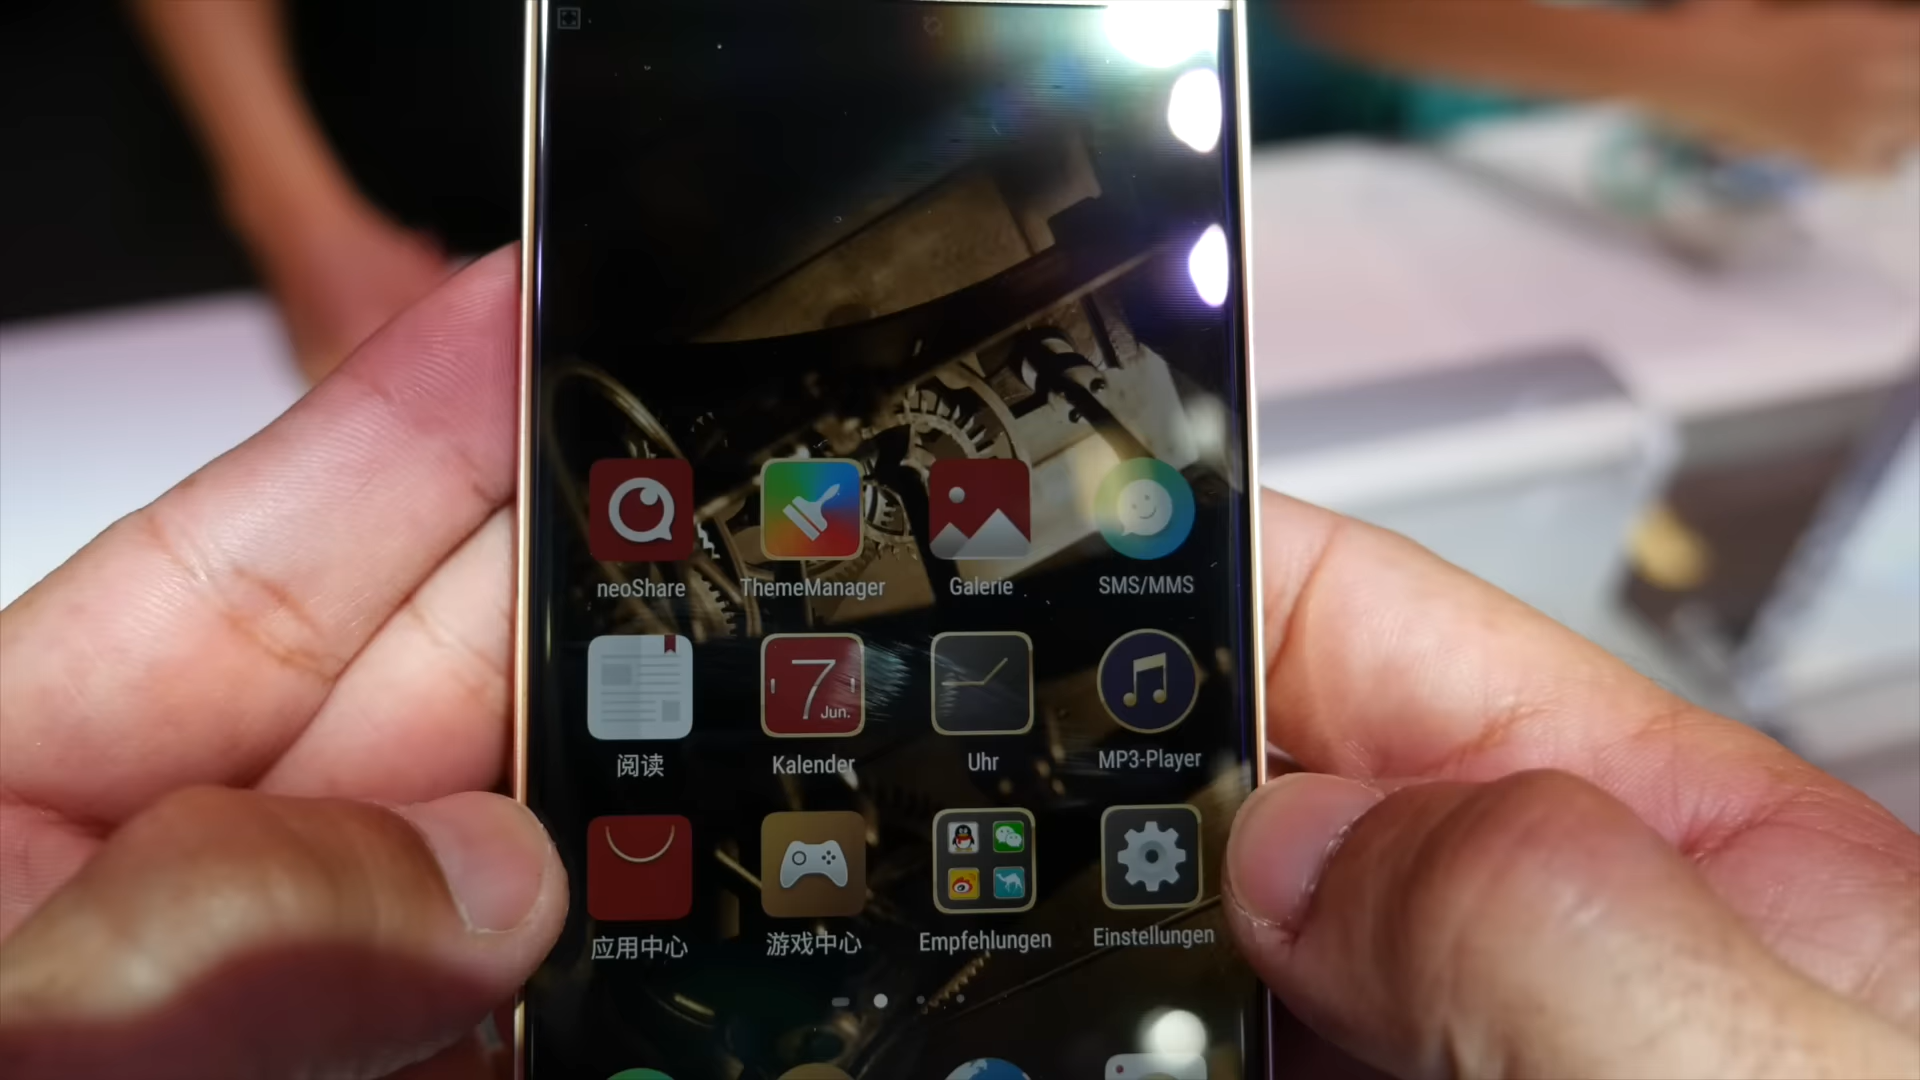 neoShare
ThemeManager
Galerie
SMS/MMS
7
Jun.
阅读
Kalender
Uhr
MP3-Player
应用中心
游戏中心
Empfehlungen
Einstellungen